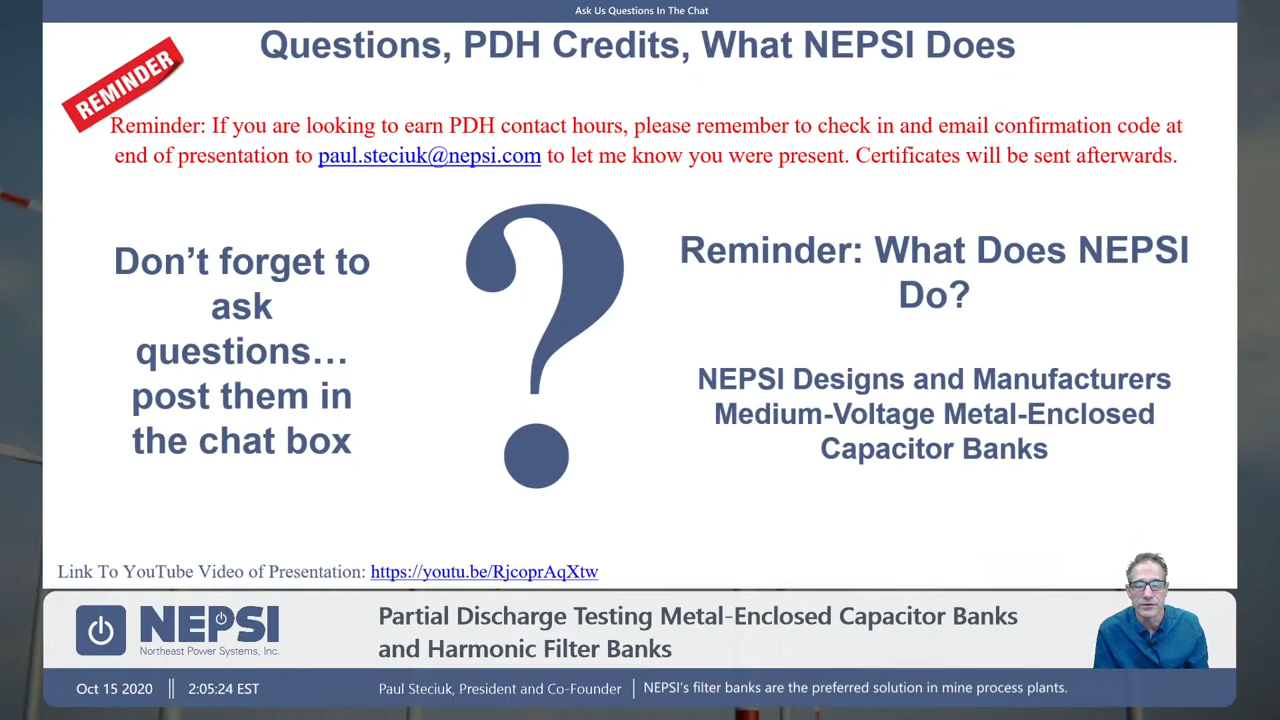 Ask Us Questions In The Chat
Questions, PDH Credits, What NEPSI Does
REMINDER
Reminder: If you are looking to earn PDH contact hours, please remember to check in and email confirmation code at
end of presentation to paul.steciuk@nepsi.com to let me know you were present. Certificates will be sent afterwards.
Don’t forget to
ask
questions…
post them in
the chat box
?
Reminder: What Does NEPSI
Do?
NEPSI Designs and Manufacturers
Medium-Voltage Metal-Enclosed
Capacitor Banks
Link To YouTube Video of Presentation: https://youtu.be/RjcoprAqXtw
NEPSI
Northeast Power Systems, Inc.
Partial Discharge Testing Metal-Enclosed Capacitor Banks
and Harmonic Filter Banks
Oct 15 2020 || 2:05:24 EST
Paul Steciuk, President and Co-Founder | NEPSI’s filter banks are the preferred solution in mine process plants.